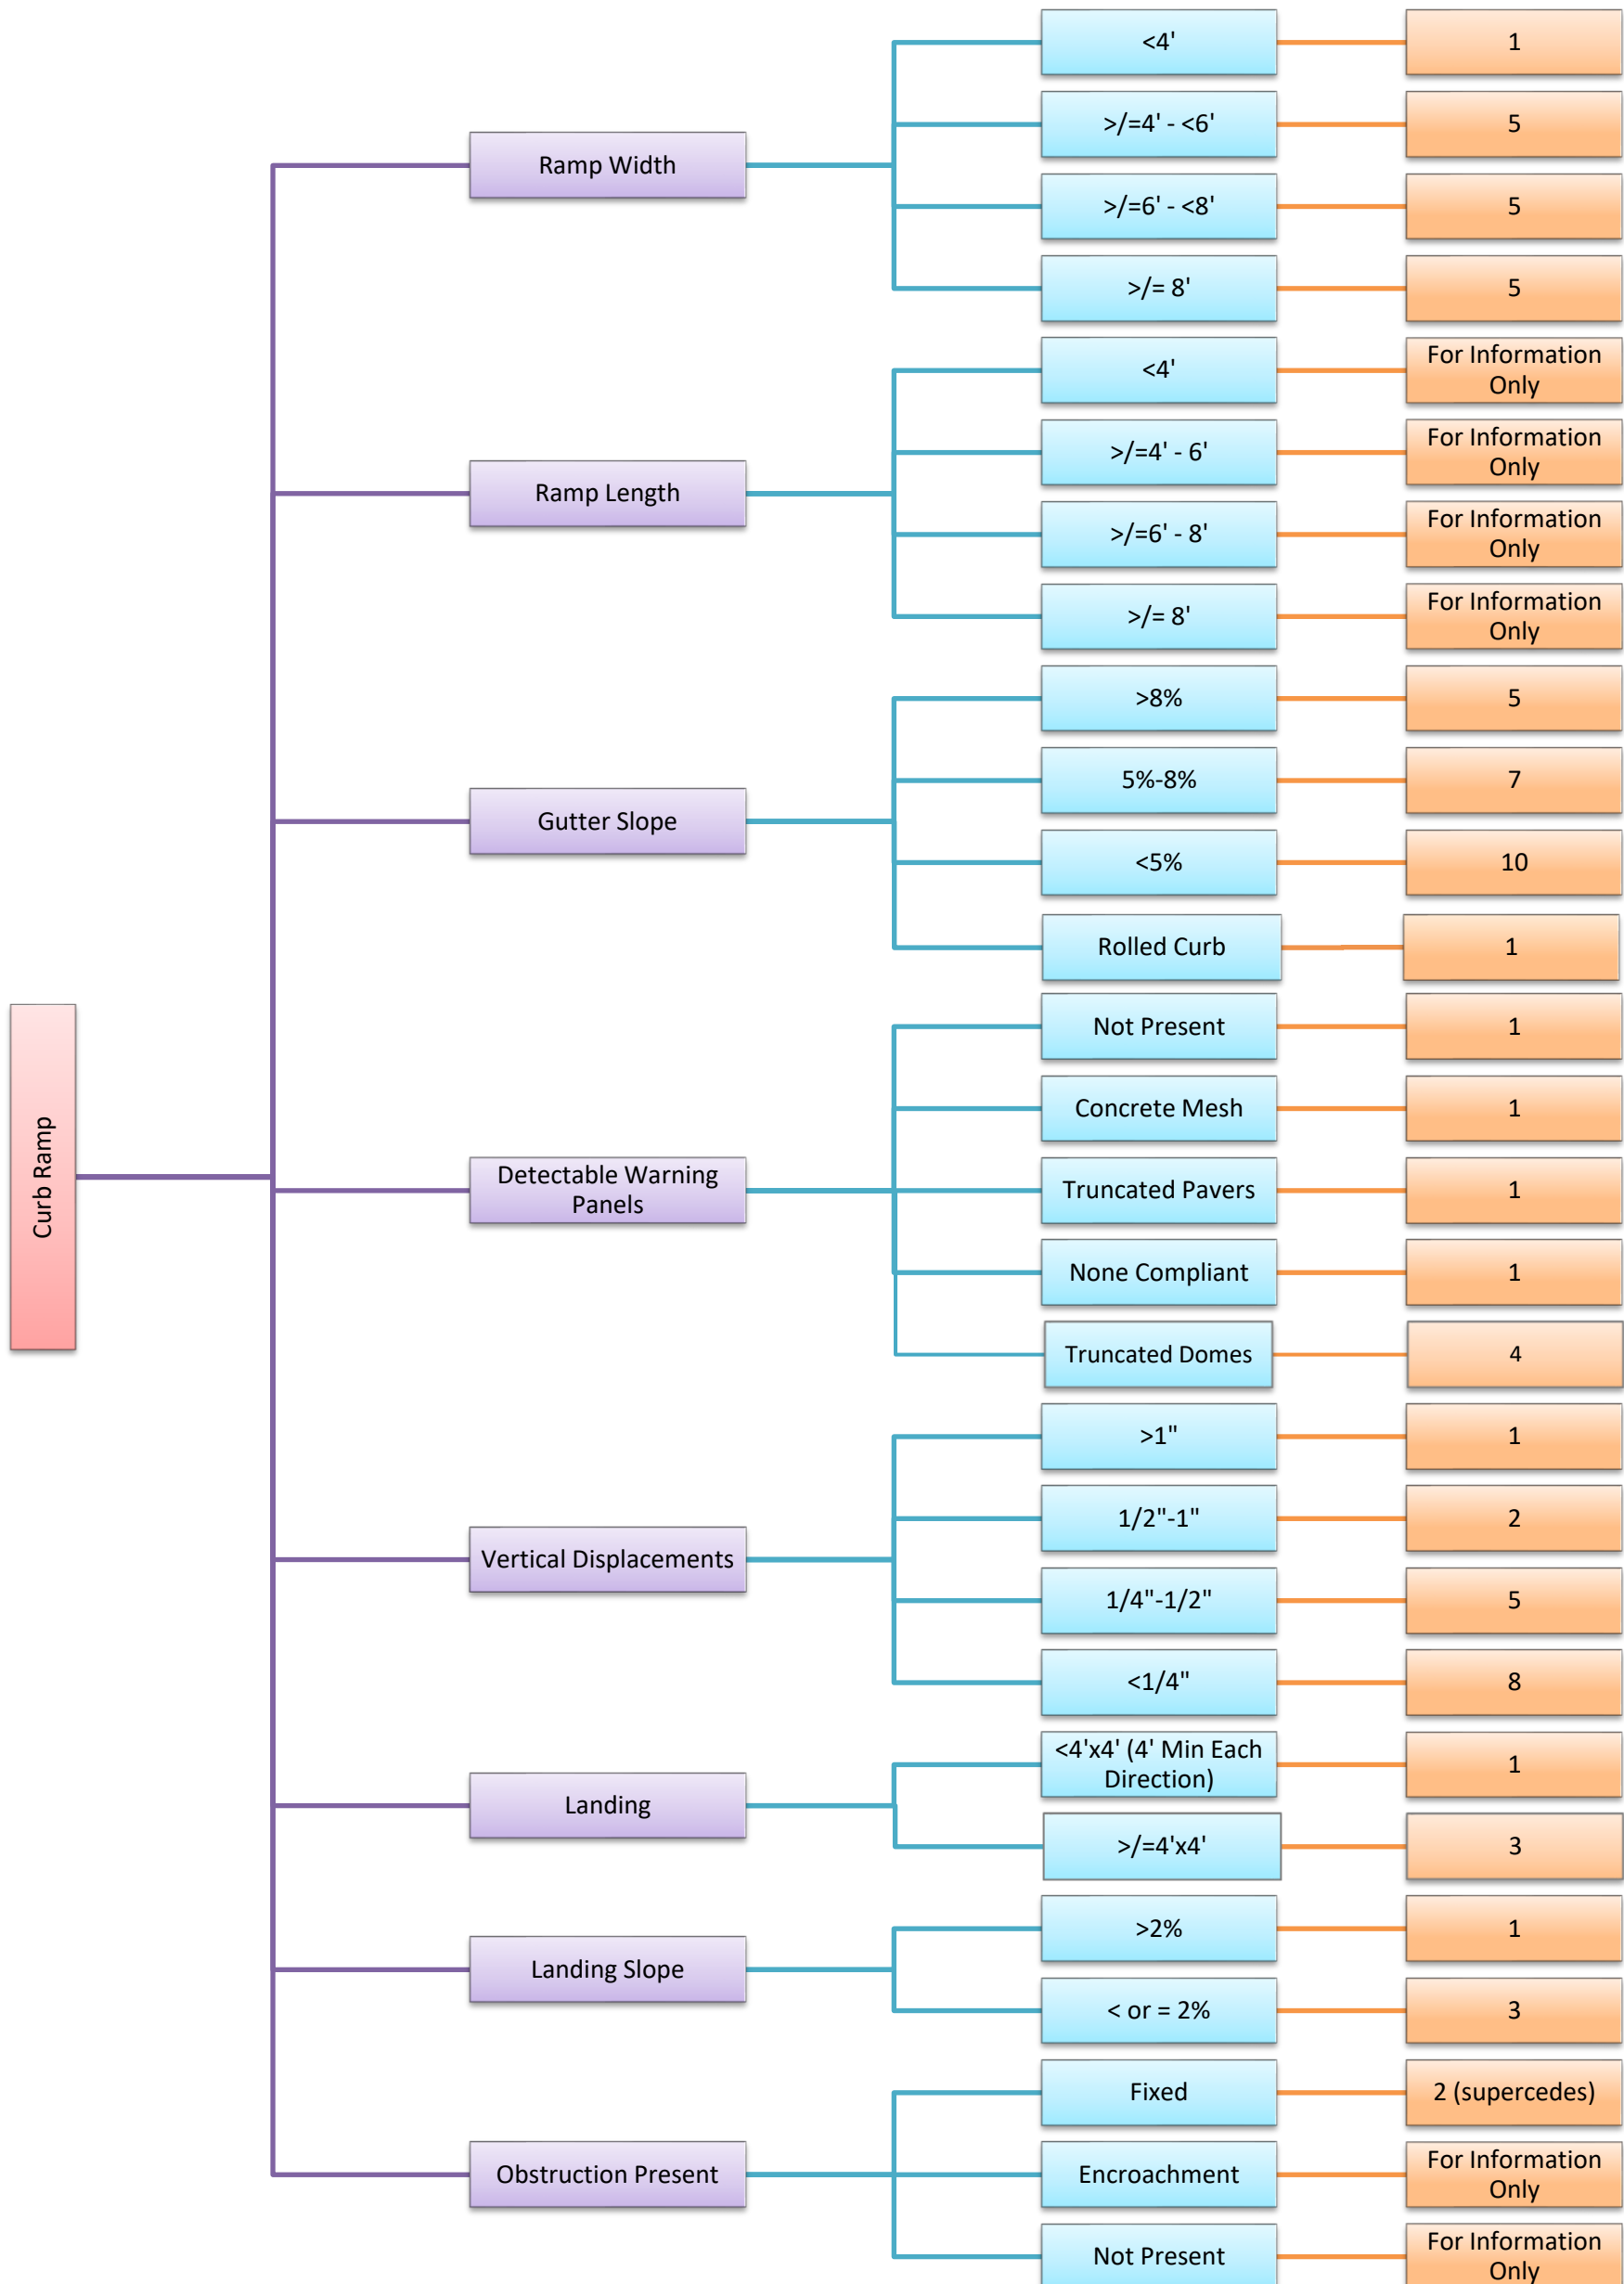 Curb Ramp
Ramp Width
<4'
1
>/=4' - <6'
5
>/=6' - <8'
5
>/= 8'
5
Ramp Length
<4'
For Information
Only
>/=4' - 6'
For Information
Only
>/=6' - 8'
For Information
Only
>/= 8'
For Information
Only
Gutter Slope
>8%
5
5%-8%
7
<5%
10
Rolled Curb
1
Detectable Warning
Panels
Not Present
1
Concrete Mesh
1
Truncated Pavers
1
None Compliant
1
Truncated Domes
4
Vertical Displacements
>1"
1
1/2"-1"
2
1/4"-1/2"
5
<1/4"
8
Landing
<4'x4' (4' Min Each
Direction)
1
>/=4'x4'
3
Landing Slope
>2%
1
< or = 2%
3
Obstruction Present
Fixed
2 (supercedes)
Encroachment
For Information
Only
Not Present
For Information
Only